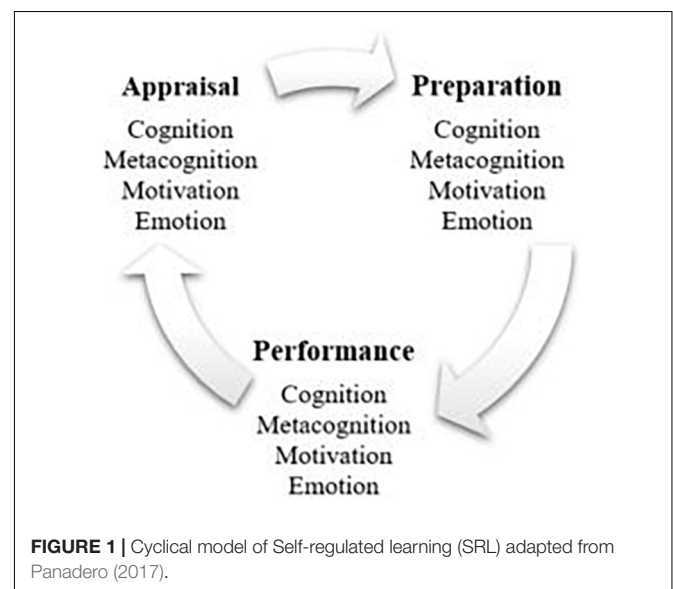 Appraisal
Cognition
Metacognition
Motivation
Emotion
Preparation
Cognition
Metacognition
Motivation
Emotion
Performance
Cognition
Metacognition
Motivation
Emotion
FIGURE 1 | Cyclical model of Self-regulated learning (SRL) adapted from
Panadero (2017).